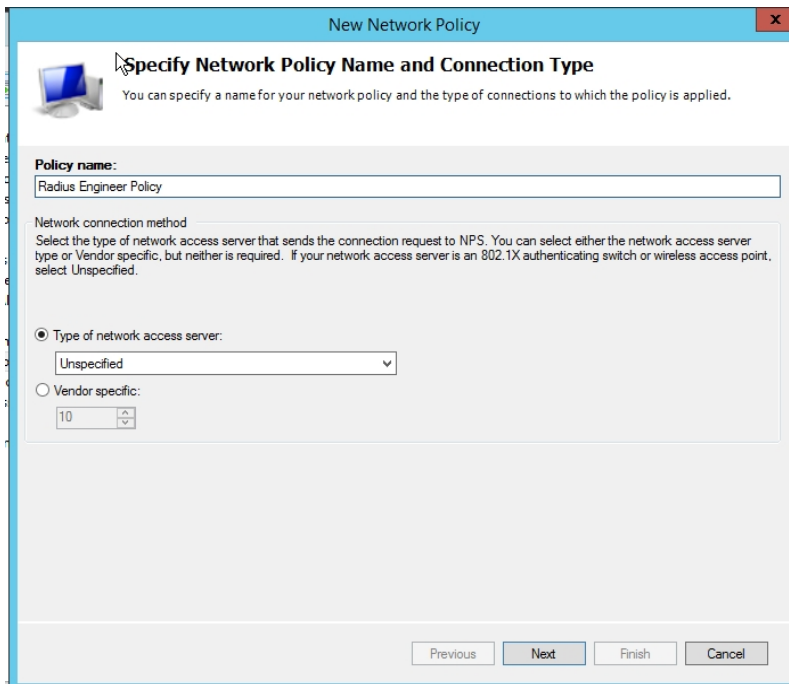 New Network Policy
x
Specify Network Policy Name and Connection Type
You can specify a name for your network policy and the type of connections to which the policy is applied.
Policy name:
Radius Engineer Policy
Network connection method
Select the type of network access server that sends the connection request to NPS. You can select either the network access server
type or Vendor specific, but neither is required. If your network access server is an 802.1X authenticating switch or wireless access point,
select Unspecified.
Type of network access server:
Unspecified
Vendor specific:
10
Previous Next Finish Cancel